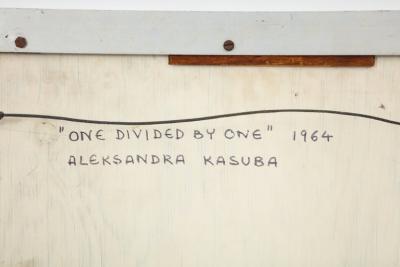 "ONE DIVIDED BY ONE" 1964
ALEKSANDRA KASUBA